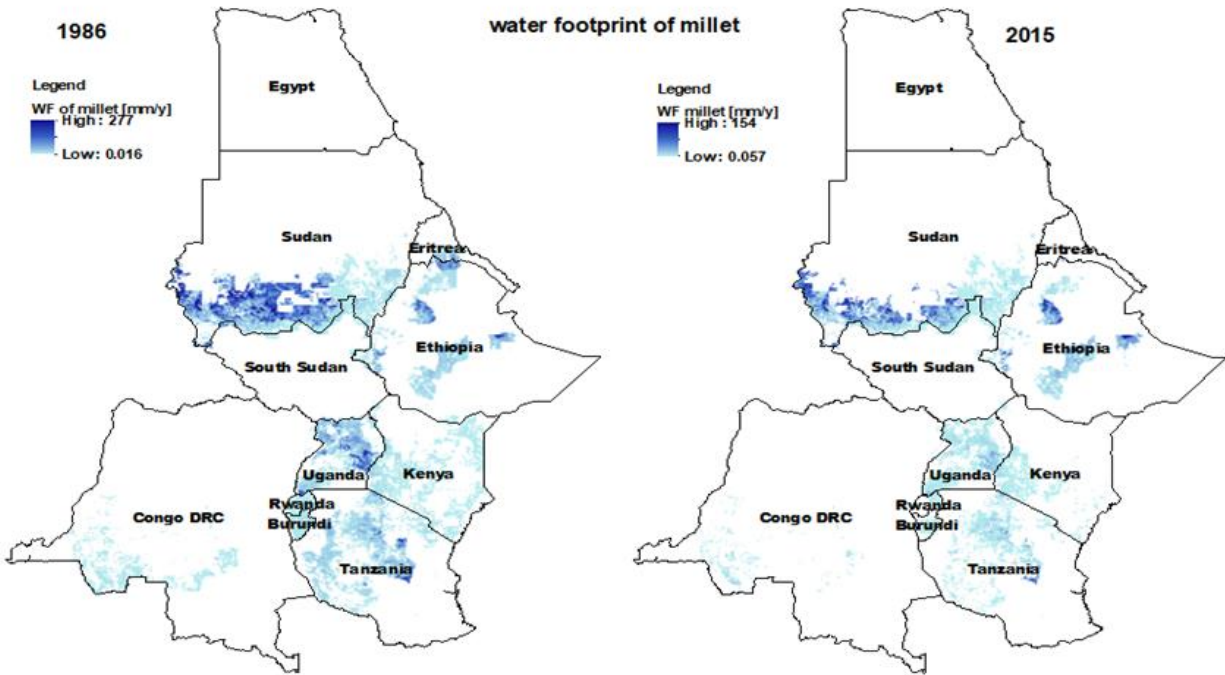 water footprint of millet
1986
Legend
WF of millet [mm/y]
High : 277
Low: 0.016
Egypt
Sudan
Eritrea
Ethiopia
South Sudan
Uganda
Kenya
Rwanda
Burundi
Congo DRC
Tanzania
2015
Legend
WF millet [mm/y]
High : 154
Low : 0.057
Egypt
Sudan
Eritrea
Ethiopia
South Sudan
Uganda
Kenya
Rwanda
Burundi
Congo DRC
Tanzania